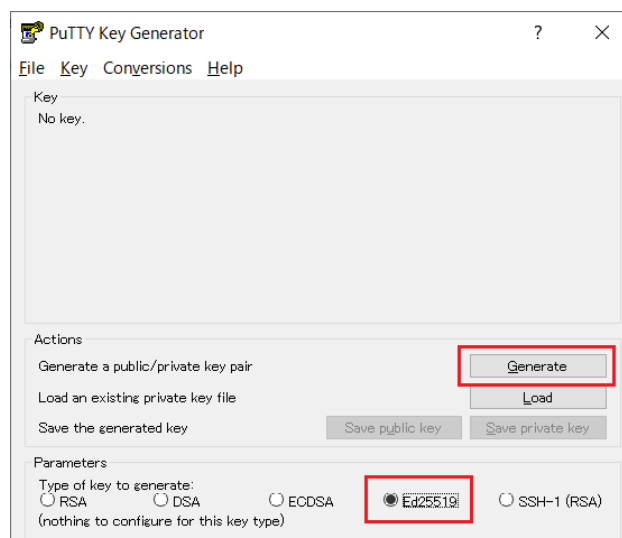 PuTTY Key Generator ? ×
File Key Conversions Help
Key
No key.
Actions
Generate a public/private key pair Generate
Load an existing private key file Load
Save the generated key Save public key Save private key
Parameters
Type of key to generate:
RSA DSA ECDSA Ed25519 SSH-1 (RSA)
(nothing to configure for this key type)